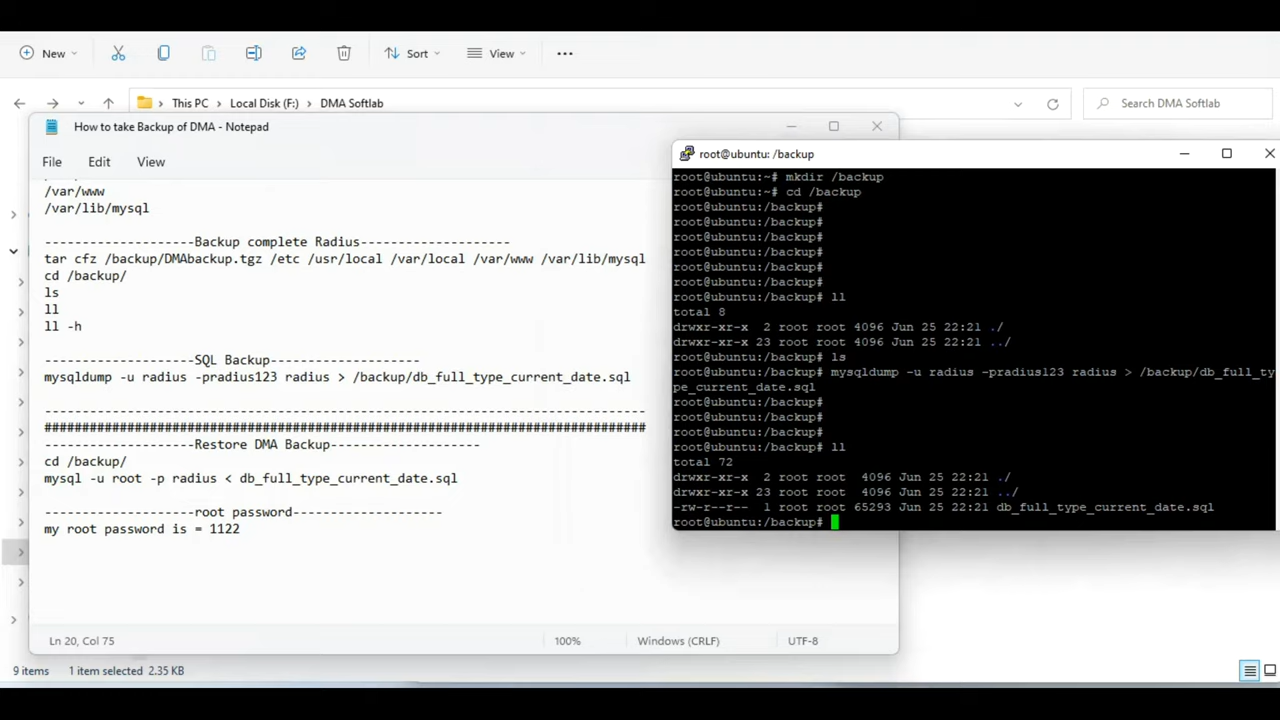 New
Sort
View
This PC
Local Disk (F:)
DMA Softlab
Search DMA Softlab
How to take Backup of DMA - Notepad
File
Edit
View
/var/www
/var/lib/mysql
--------------------Backup complete Radius--------------------
tar cfz /backup/DMAbackup.tgz /etc /usr/local /var/local /var/www /var/lib/mysql
cd /backup/
ls
ll
ll -h
--------------------SQL Backup--------------------
mysqldump -u radius -pradius123 radius > /backup/db_full_type_current_date.sql
--------------------------------------------------------------------------------
################################################################################
--------------------Restore DMA Backup--------------------
cd /backup/
mysql -u root -p radius < db_full_type_current_date.sql
--------------------root password--------------------
my root password is = 1122
Ln 20, Col 75
100%
Windows (CRLF)
UTF-8
9 items
1 item selected 2.35 KB
root@ubuntu: /backup
root@ubuntu:~# mkdir /backup
root@ubuntu:~# cd /backup
root@ubuntu:/backup#
root@ubuntu:/backup#
root@ubuntu:/backup#
root@ubuntu:/backup#
root@ubuntu:/backup#
root@ubuntu:/backup#
root@ubuntu:/backup# ll
total 8
drwxr-xr-x  2 root root 4096 Jun 25 22:21 ./
drwxr-xr-x 23 root root 4096 Jun 25 22:21 ../
root@ubuntu:/backup# ls
root@ubuntu:/backup# mysqldump -u radius -pradius123 radius > /backup/db_full_ty
pe_current_date.sql
root@ubuntu:/backup#
root@ubuntu:/backup#
root@ubuntu:/backup#
root@ubuntu:/backup# ll
total 72
drwxr-xr-x  2 root root  4096 Jun 25 22:21 ./
drwxr-xr-x 23 root root  4096 Jun 25 22:21 ../
-rw-r--r--  1 root root 65293 Jun 25 22:21 db_full_type_current_date.sql
root@ubuntu:/backup#